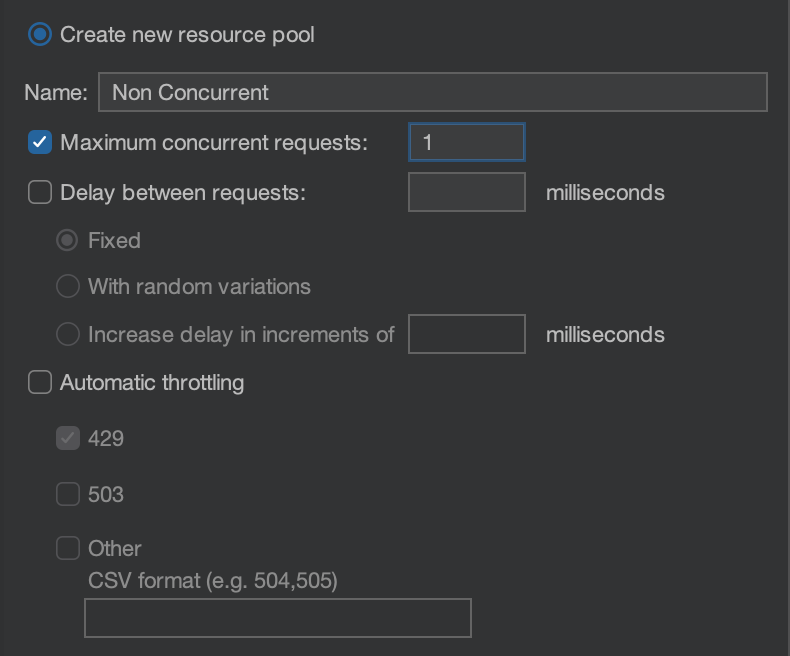 Create new resource pool
Name: Non Concurrent
Maximum concurrent requests: 1
Delay between requests: milliseconds
Fixed
With random variations
Increase delay in increments of milliseconds
Automatic throttling
429
503
Other
CSV format (e.g. 504,505)